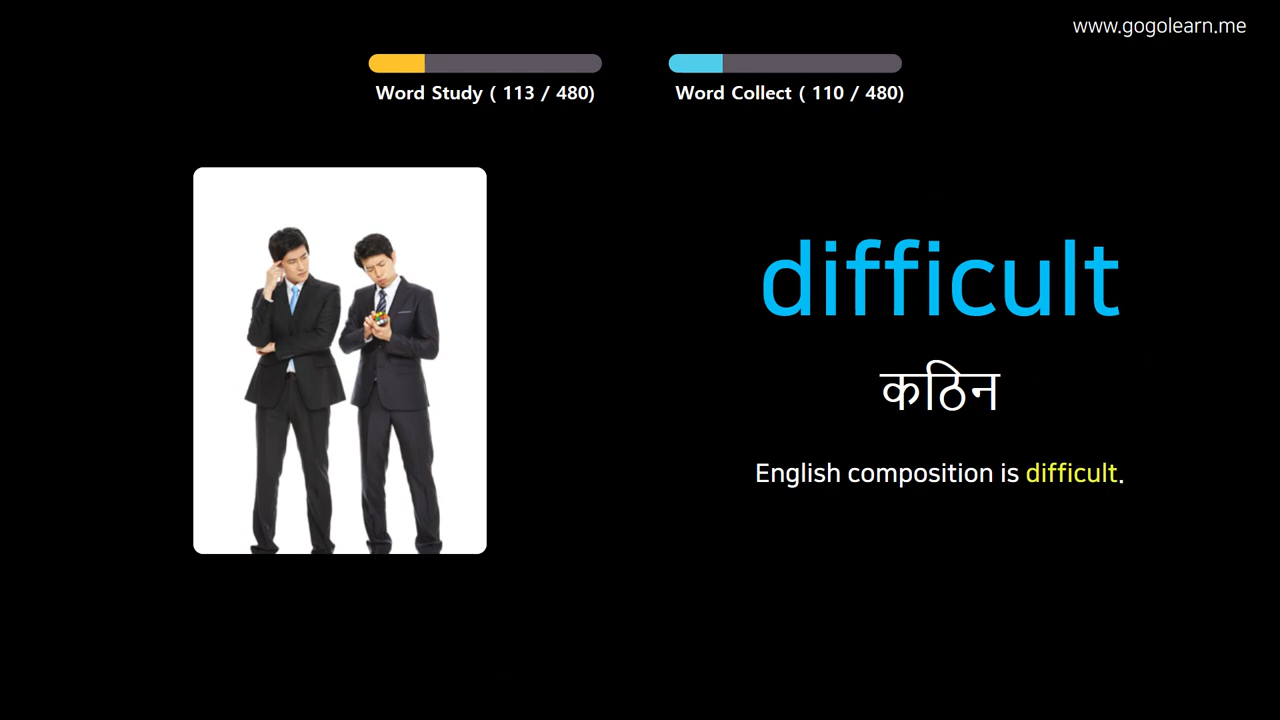 www.gogolearn.me
Word Study ( 113 / 480)
Word Collect ( 110 / 480)
difficult
कठिन
English composition is difficult.